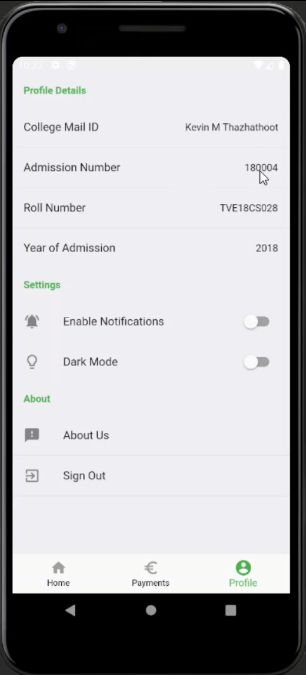 Profile Details
College Mail ID Kevin M Thazhathoot
Admission Number 180004
Roll Number TVE18CS028
Year of Admission 2018
Settings
Enable Notifications
Dark Mode
About
About Us
Sign Out
Home Payments Profile